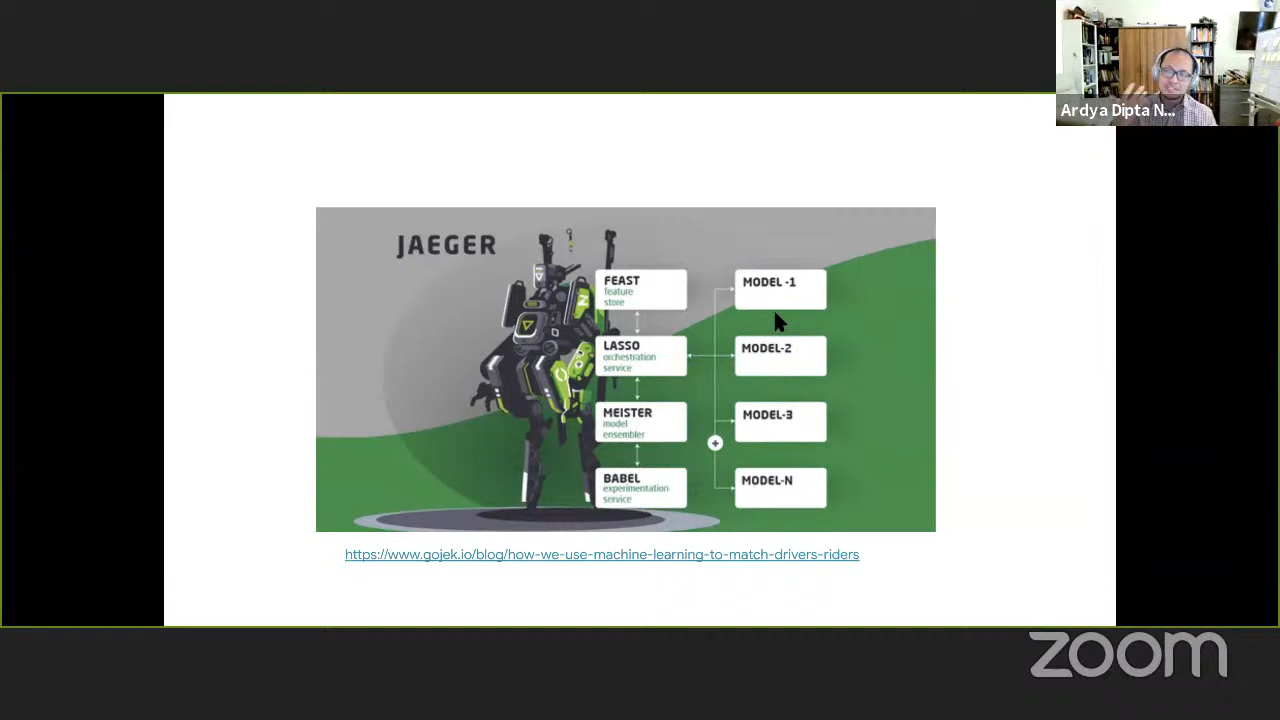 Ardya Dipta N...
JAEGER
FEAST
feature
store
MODEL -1
LASSO
orchestration
service
MODEL-2
MEISTER
model
ensembler
MODEL-3
BABEL
experimentation
service
MODEL-N
https://www.gojek.io/blog/how-we-use-machine-learning-to-match-drivers-riders
zoom